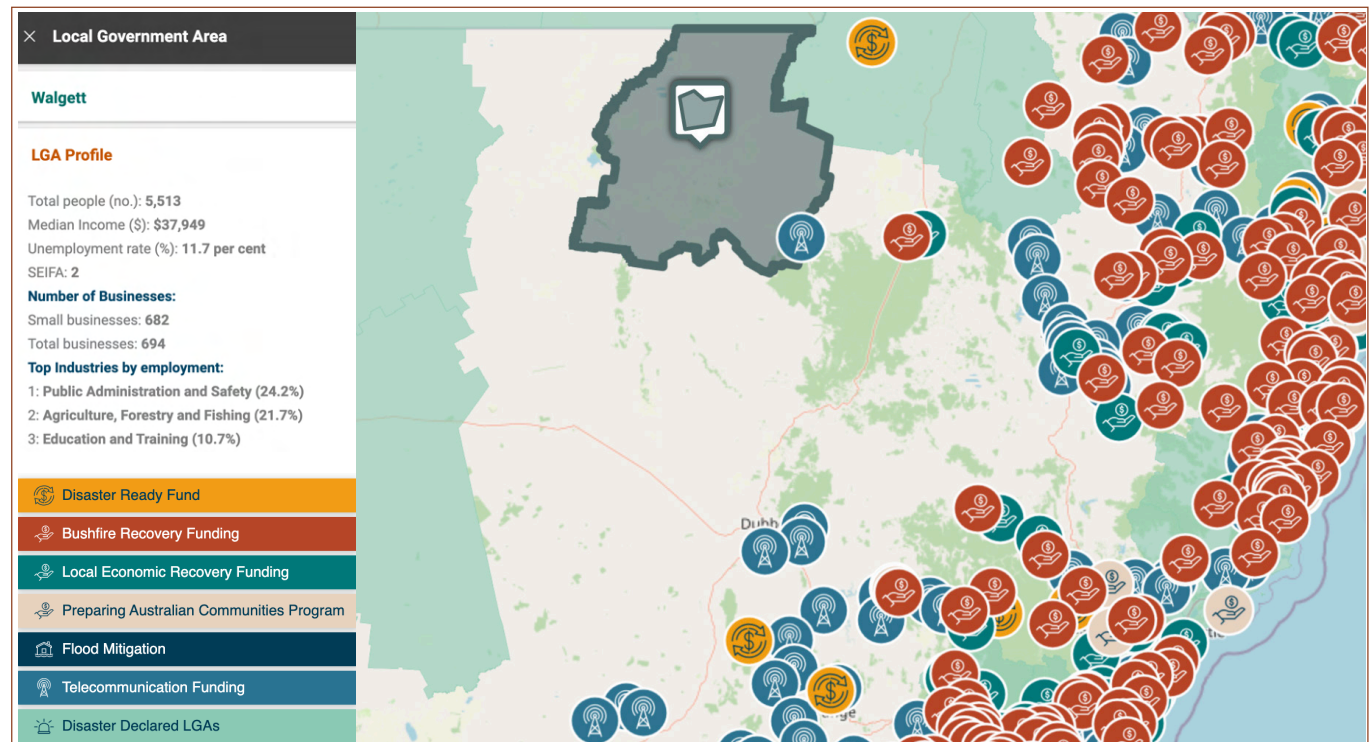 Local Government Area
Walgett
LGA Profile
Total people (no.): 5,513
Median Income ($): $37,949
Unemployment rate (%): 11.7 per cent
SEIFA: 2
Number of Businesses:
Small businesses: 682
Total businesses: 694
Top Industries by employment:
1: Public Administration and Safety (24.2%)
2: Agriculture, Forestry and Fishing (21.7%)
3: Education and Training (10.7%)
Disaster Ready Fund
Bushfire Recovery Funding
Local Economic Recovery Funding
Preparing Australian Communities Program
Flood Mitigation
Telecommunication Funding
Disaster Declared LGAs
Dubb